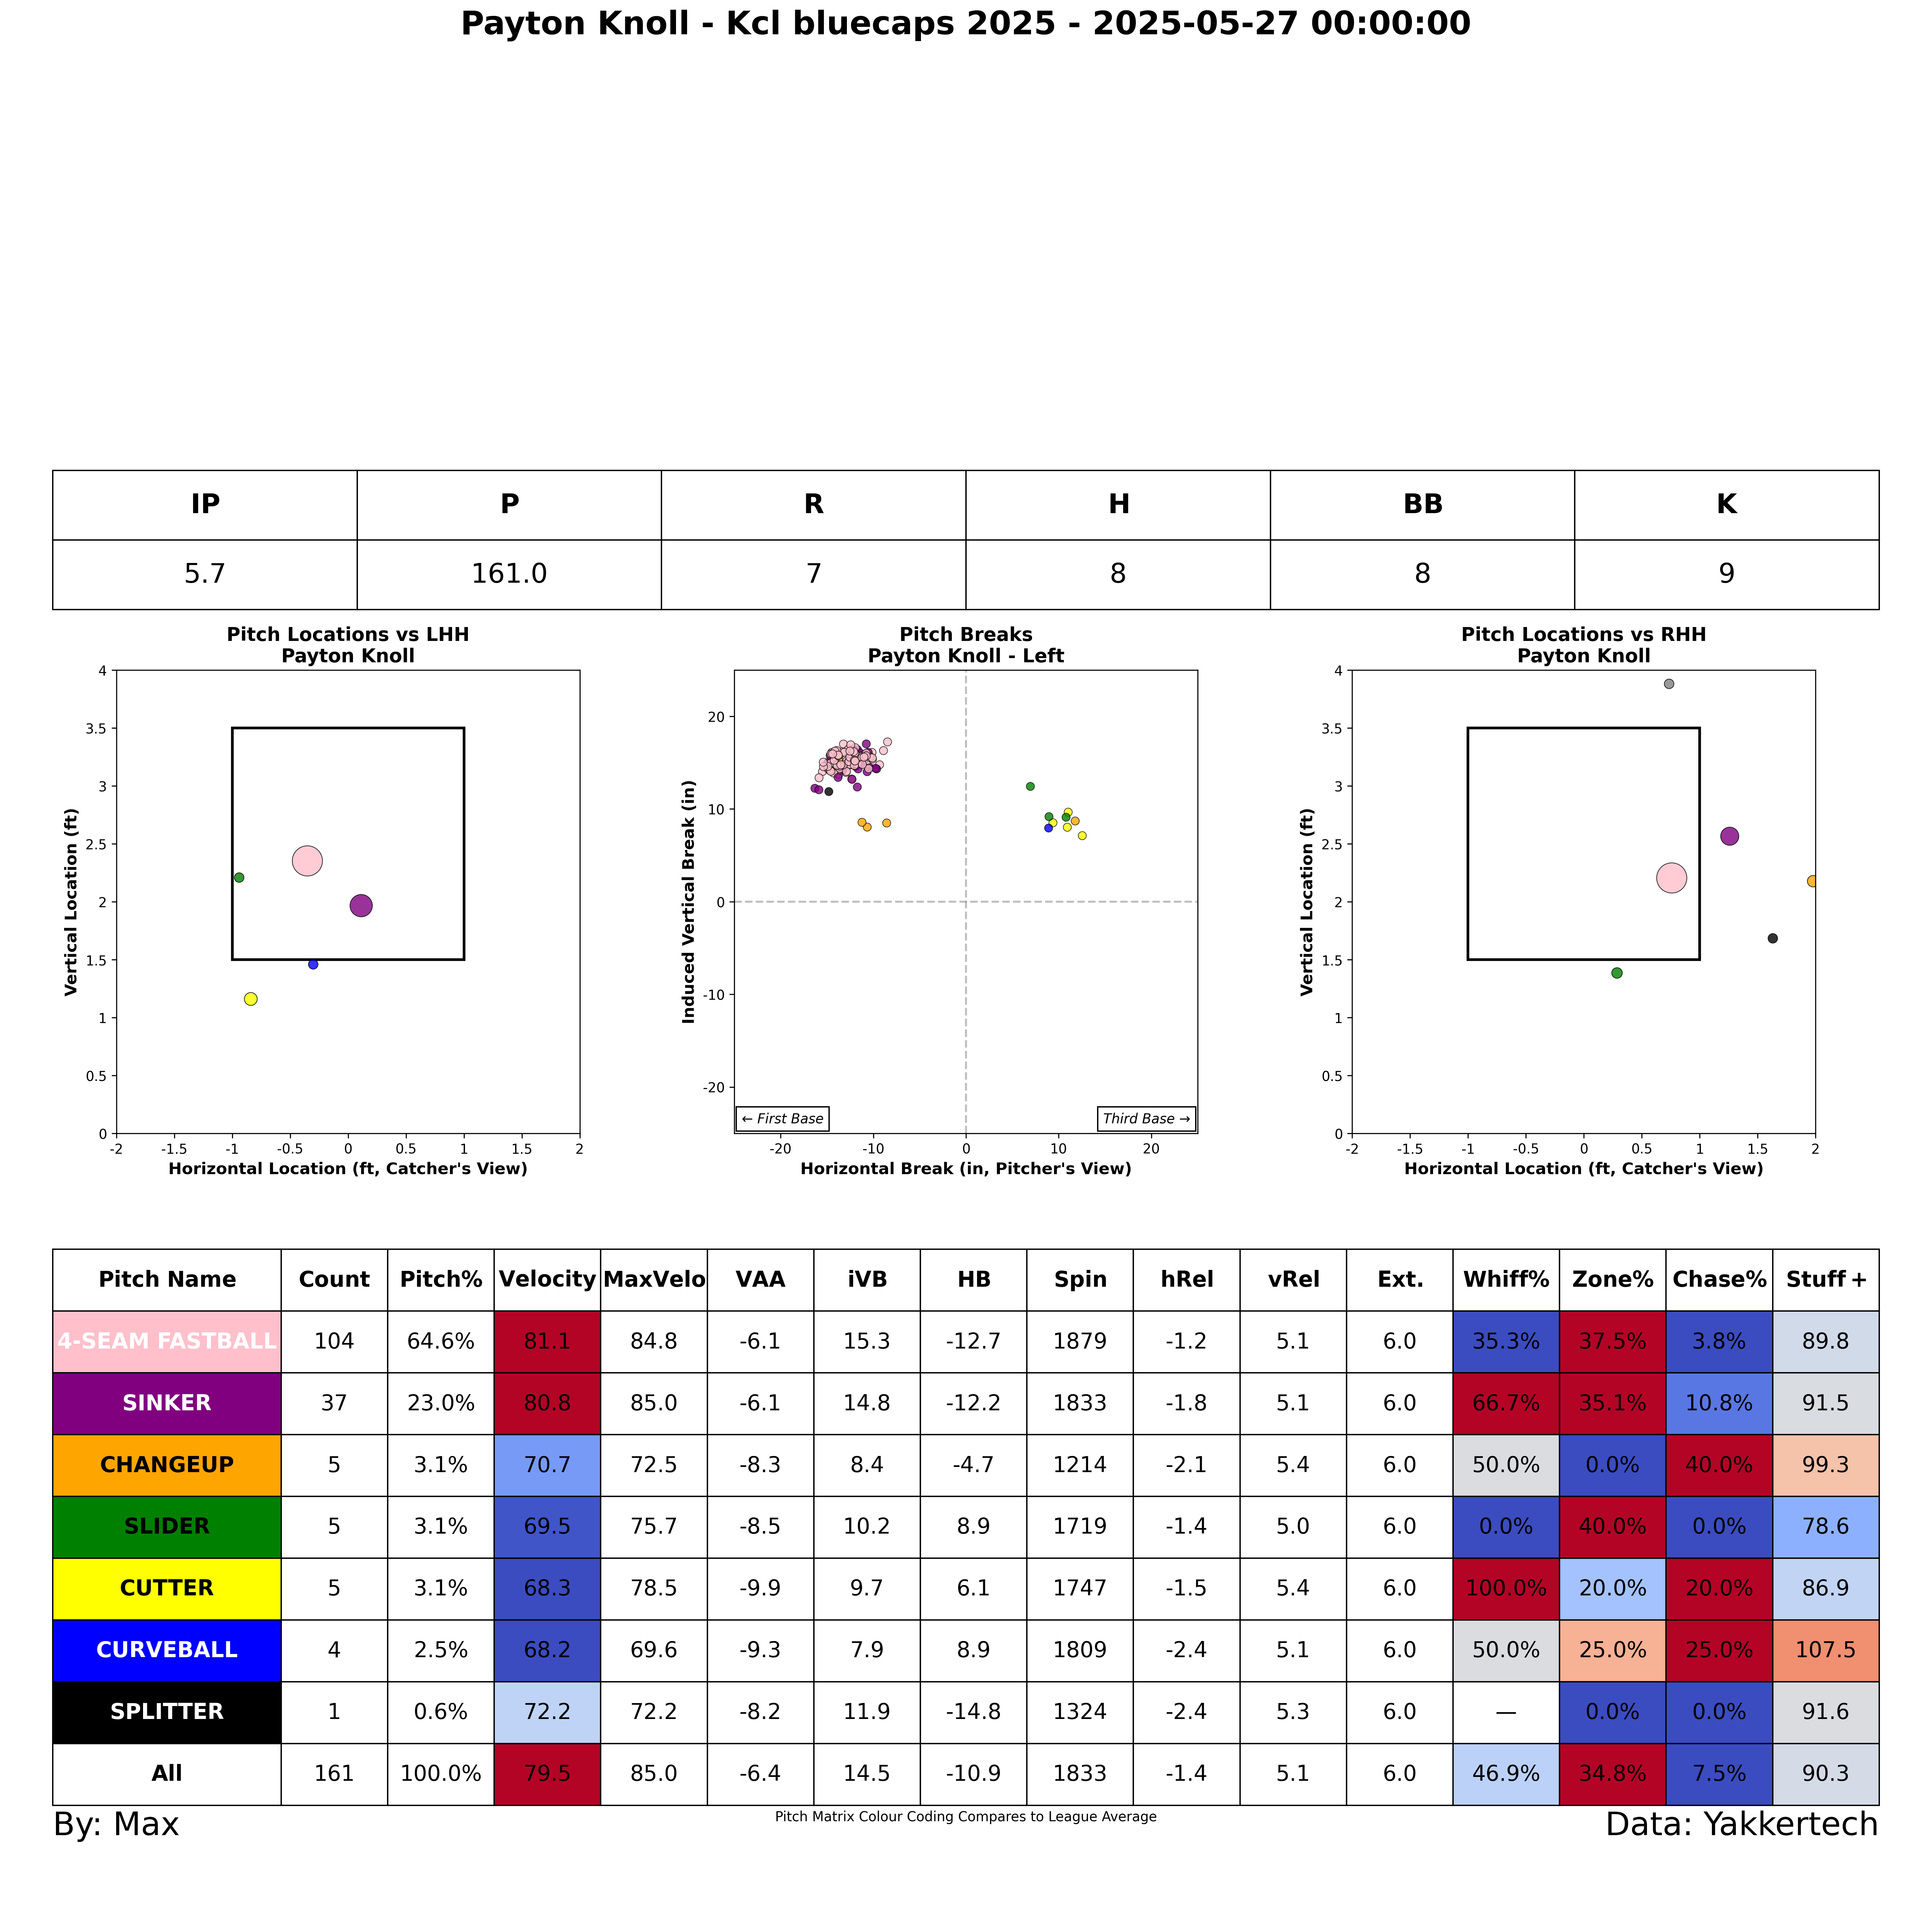 Payton Knoll - Kcl bluecaps 2025 - 2025-05-27 00:00:00
IP P R H BB K
5.7 161.0 7 8 8 9
Pitch Locations vs LHH
Payton Knoll
4
3.5
3
2.5
2
1.5
1
0.5
0
-2 -1.5 -1 -0.5 0 0.5 1 1.5 2
Vertical Location (ft)
Horizontal Location (ft, Catcher's View)
Pitch Breaks
Payton Knoll - Left
20
10
0
-10
-20
← First Base
Third Base →
-20 -10 0 10 20
Induced Vertical Break (in)
Horizontal Break (in, Pitcher's View)
Pitch Locations vs RHH
Payton Knoll
4
3.5
3
2.5
2
1.5
1
0.5
0
-2 -1.5 -1 -0.5 0 0.5 1 1.5 2
Vertical Location (ft)
Horizontal Location (ft, Catcher's View)
Pitch Name Count Pitch% Velocity MaxVelo VAA iVB HB Spin hRel vRel Ext. Whiff% Zone% Chase% Stuff+
4-SEAM FASTBALL 104 64.6% 81.1 84.8 -6.1 15.3 -12.7 1879 -1.2 5.1 6.0 35.3% 37.5% 3.8% 89.8
SINKER 37 23.0% 80.8 85.0 -6.1 14.8 -12.2 1833 -1.8 5.1 6.0 66.7% 35.1% 10.8% 91.5
CHANGEUP 5 3.1% 70.7 72.5 -8.3 8.4 -4.7 1214 -2.1 5.4 6.0 50.0% 0.0% 40.0% 99.3
SLIDER 5 3.1% 69.5 75.7 -8.5 10.2 8.9 1719 -1.4 5.0 6.0 0.0% 40.0% 0.0% 78.6
CUTTER 5 3.1% 68.3 78.5 -9.9 9.7 6.1 1747 -1.5 5.4 6.0 100.0% 20.0% 20.0% 86.9
CURVEBALL 4 2.5% 68.2 69.6 -9.3 7.9 8.9 1809 -2.4 5.1 6.0 50.0% 25.0% 25.0% 107.5
SPLITTER 1 0.6% 72.2 72.2 -8.2 11.9 -14.8 1324 -2.4 5.3 6.0 — 0.0% 0.0% 91.6
All 161 100.0% 79.5 85.0 -6.4 14.5 -10.9 1833 -1.4 5.1 6.0 46.9% 34.8% 7.5% 90.3
By: Max
Pitch Matrix Colour Coding Compares to League Average
Data: Yakkertech